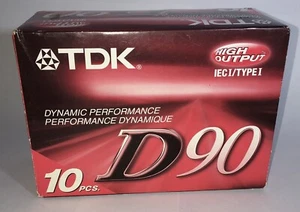 TDK
HIGH
OUTPUT
IEC I/TYPE I
DYNAMIC PERFORMANCE
PERFORMANCE DYNAMIQUE
D90
10 PCS.